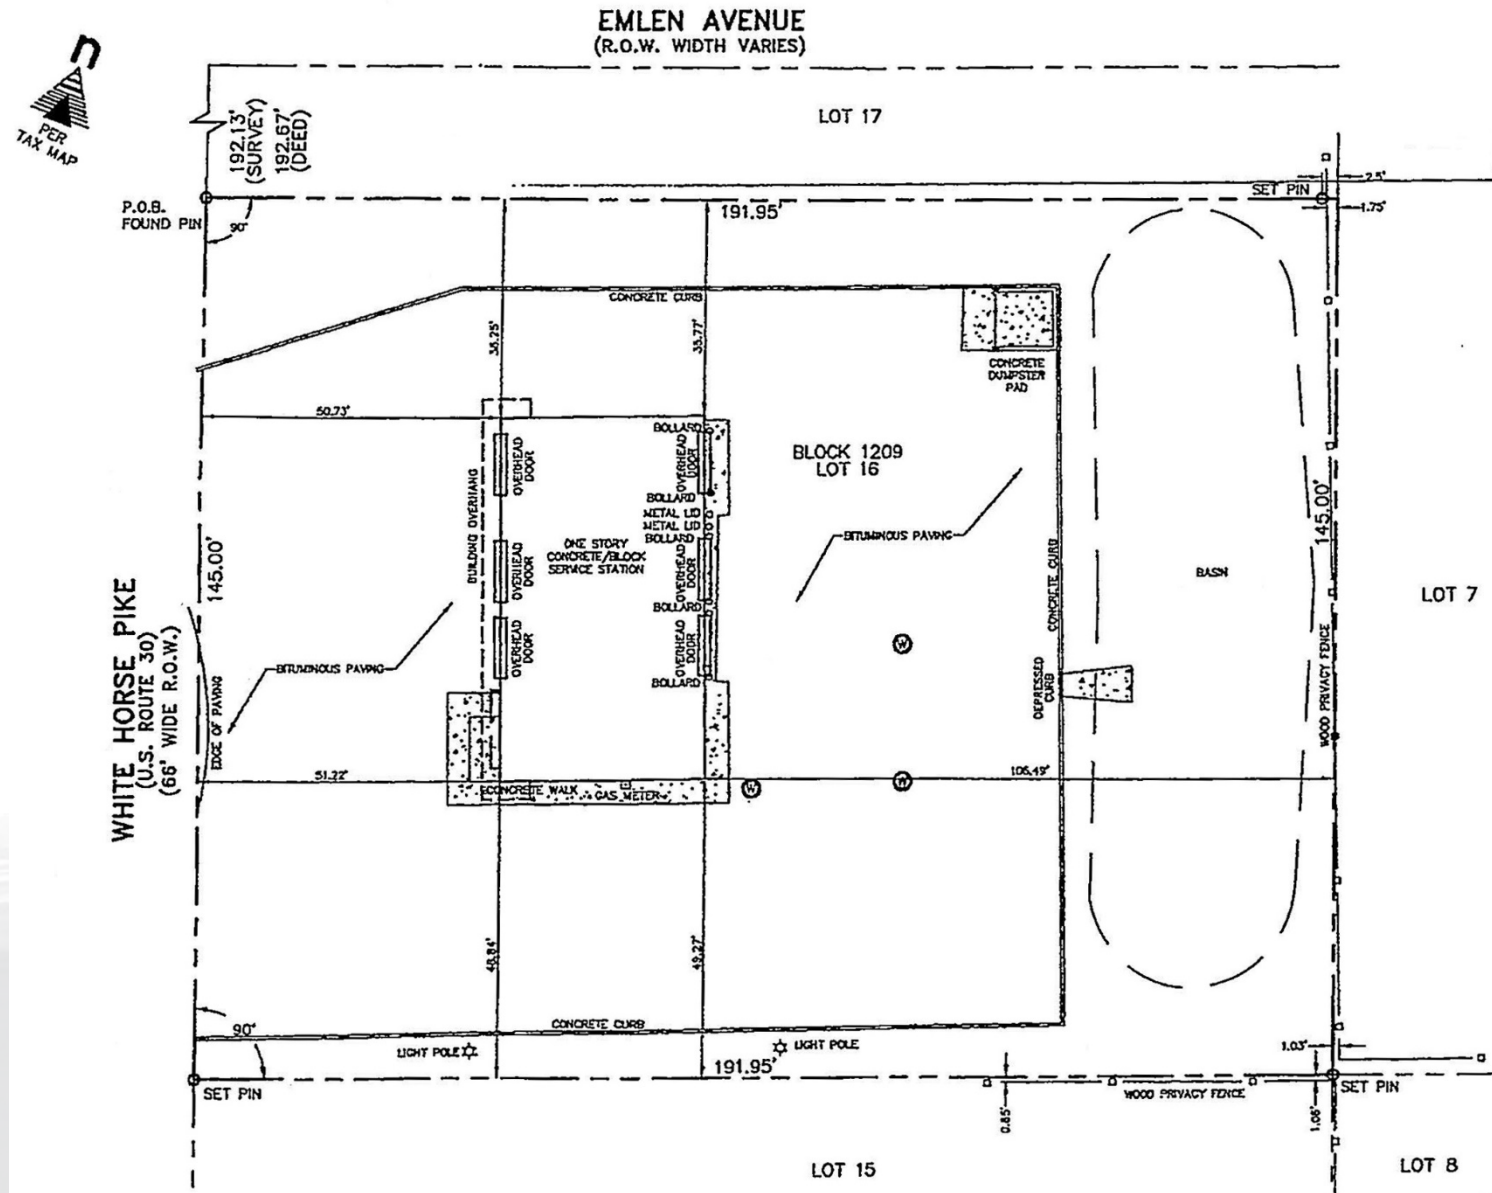 EMLEN AVENUE
(R.O.W. WIDTH VARIES)
n
PER
TAX MAP
192.13'
(SURVEY)
192.67'
(DEED)
LOT 17
P.O.B.
FOUND PIN
90°
191.95'
SET PIN
2.5'
1.75'
CONCRETE CURB
38.25'
35.77'
CONCRETE
DUMPSTER
PAD
50.73'
BUILDING OVERHANG
OVERHEAD
DOOR
OVERHEAD
DOOR
OVERHEAD
DOOR
ONE STORY
CONCRETE/BLOCK
SERVICE STATION
BOLLARD
OVERHEAD
DOOR
BOLLARD
METAL LID
METAL LID
BOLLARD
OVERHEAD
DOOR
BOLLARD
OVERHEAD
DOOR
BOLLARD
BLOCK 1209
LOT 16
BITUMINOUS PAVING
CONCRETE CURB
DEPRESSED
CURB
BASIN
145.00'
WOOD PRIVACY FENCE
LOT 7
WHITE HORSE PIKE
(U.S. ROUTE 30)
(66' WIDE R.O.W.)
145.00'
EDGE OF PAVING
BITUMINOUS PAVING
W
51.22'
CONCRETE WALK
GAS METER
W
W
106.49'
48.84'
49.27'
90°
CONCRETE CURB
LIGHT POLE
LIGHT POLE
191.95'
SET PIN
1.03'
SET PIN
WOOD PRIVACY FENCE
0.85'
1.06'
LOT 15
LOT 8